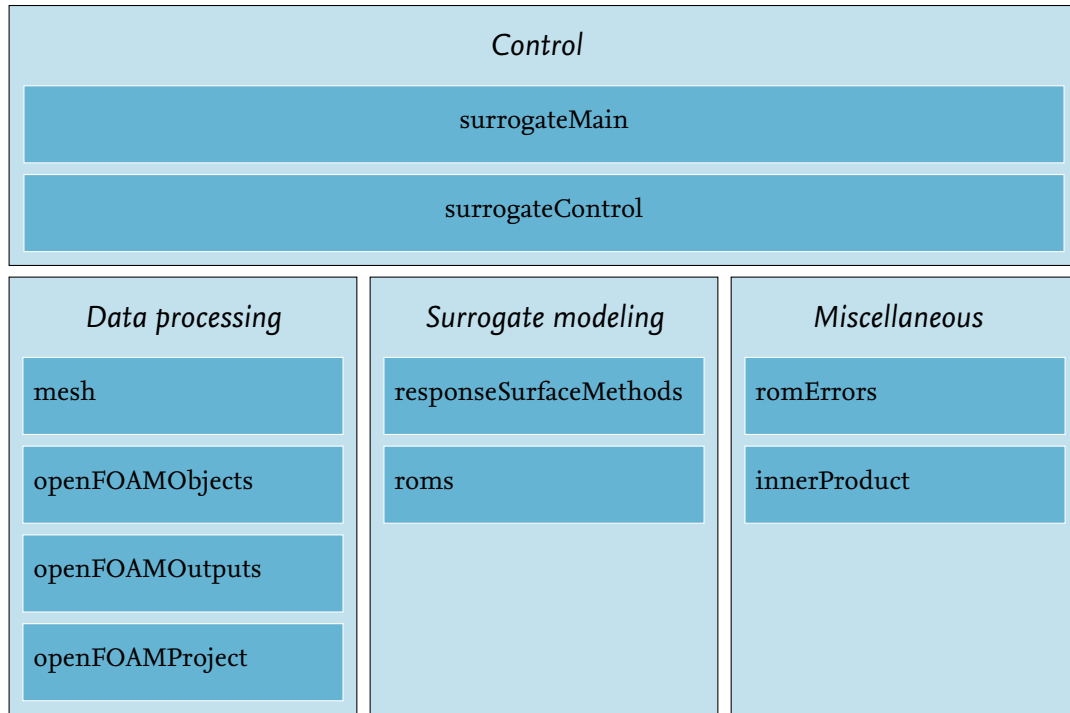 Control
surrogateMain
surrogateControl
Data processing
mesh
openFOAMObjects
openFOAMOutputs
openFOAMProject
Surrogate modeling
responseSurfaceMethods
roms
Miscellaneous
romErrors
innerProduct